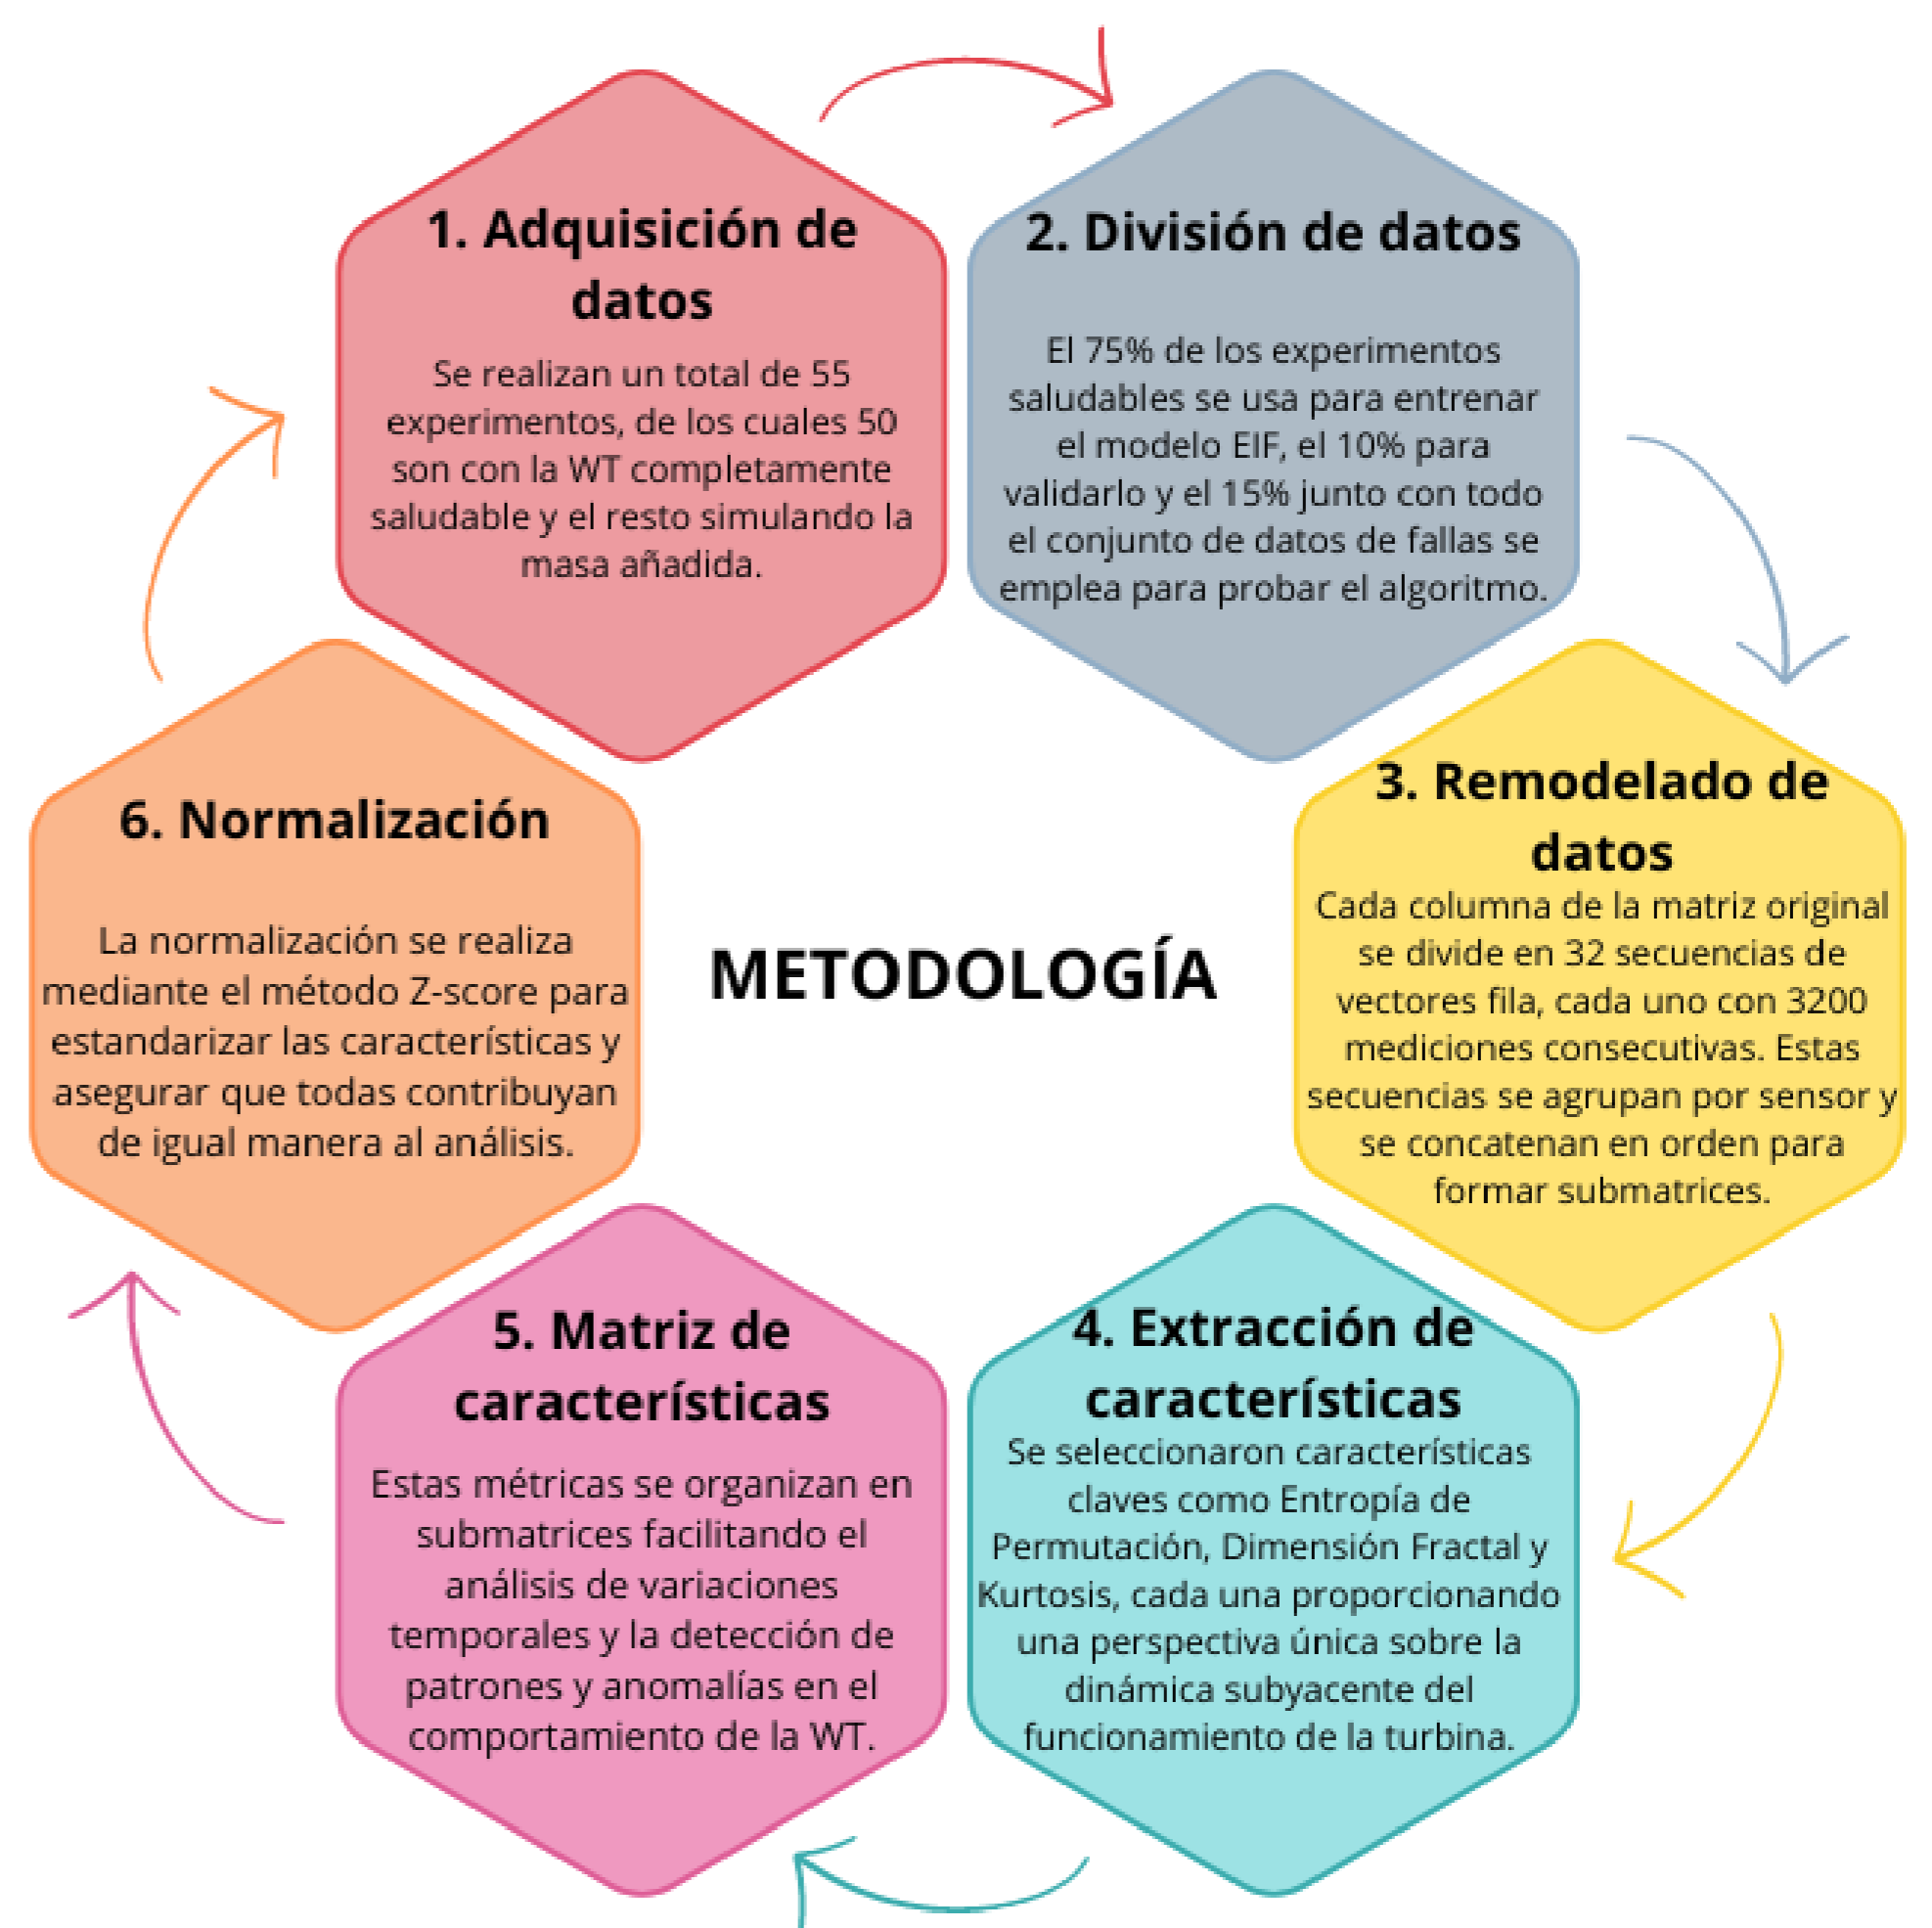 1. Adquisición de
datos
Se realizan un total de 55
experimentos, de los cuales 50
son con la WT completamente
saludable y el resto simulando la
masa añadida.
2. División de datos
El 75% de los experimentos
saludables se usa para entrenar
el modelo EIF, el 10% para
validarlo y el 15% junto con todo
el conjunto de datos de fallas se
emplea para probar el algoritmo.
3. Remodelado de
datos
Cada columna de la matriz original
se divide en 32 secuencias de
vectores fila, cada uno con 3200
mediciones consecutivas. Estas
secuencias se agrupan por sensor y
se concatenan en orden para
formar submatrices.
4. Extracción de
características
Se seleccionaron características
claves como Entropía de
Permutación, Dimensión Fractal y
Kurtosis, cada una proporcionando
una perspectiva única sobre la
dinámica subyacente del
funcionamiento de la turbina.
5. Matriz de
características
Estas métricas se organizan en
submatrices facilitando el
análisis de variaciones
temporales y la detección de
patrones y anomalías en el
comportamiento de la WT.
6. Normalización
La normalización se realiza
mediante el método Z-score para
estandarizar las características y
asegurar que todas contribuyan
de igual manera al análisis.
METODOLOGÍA